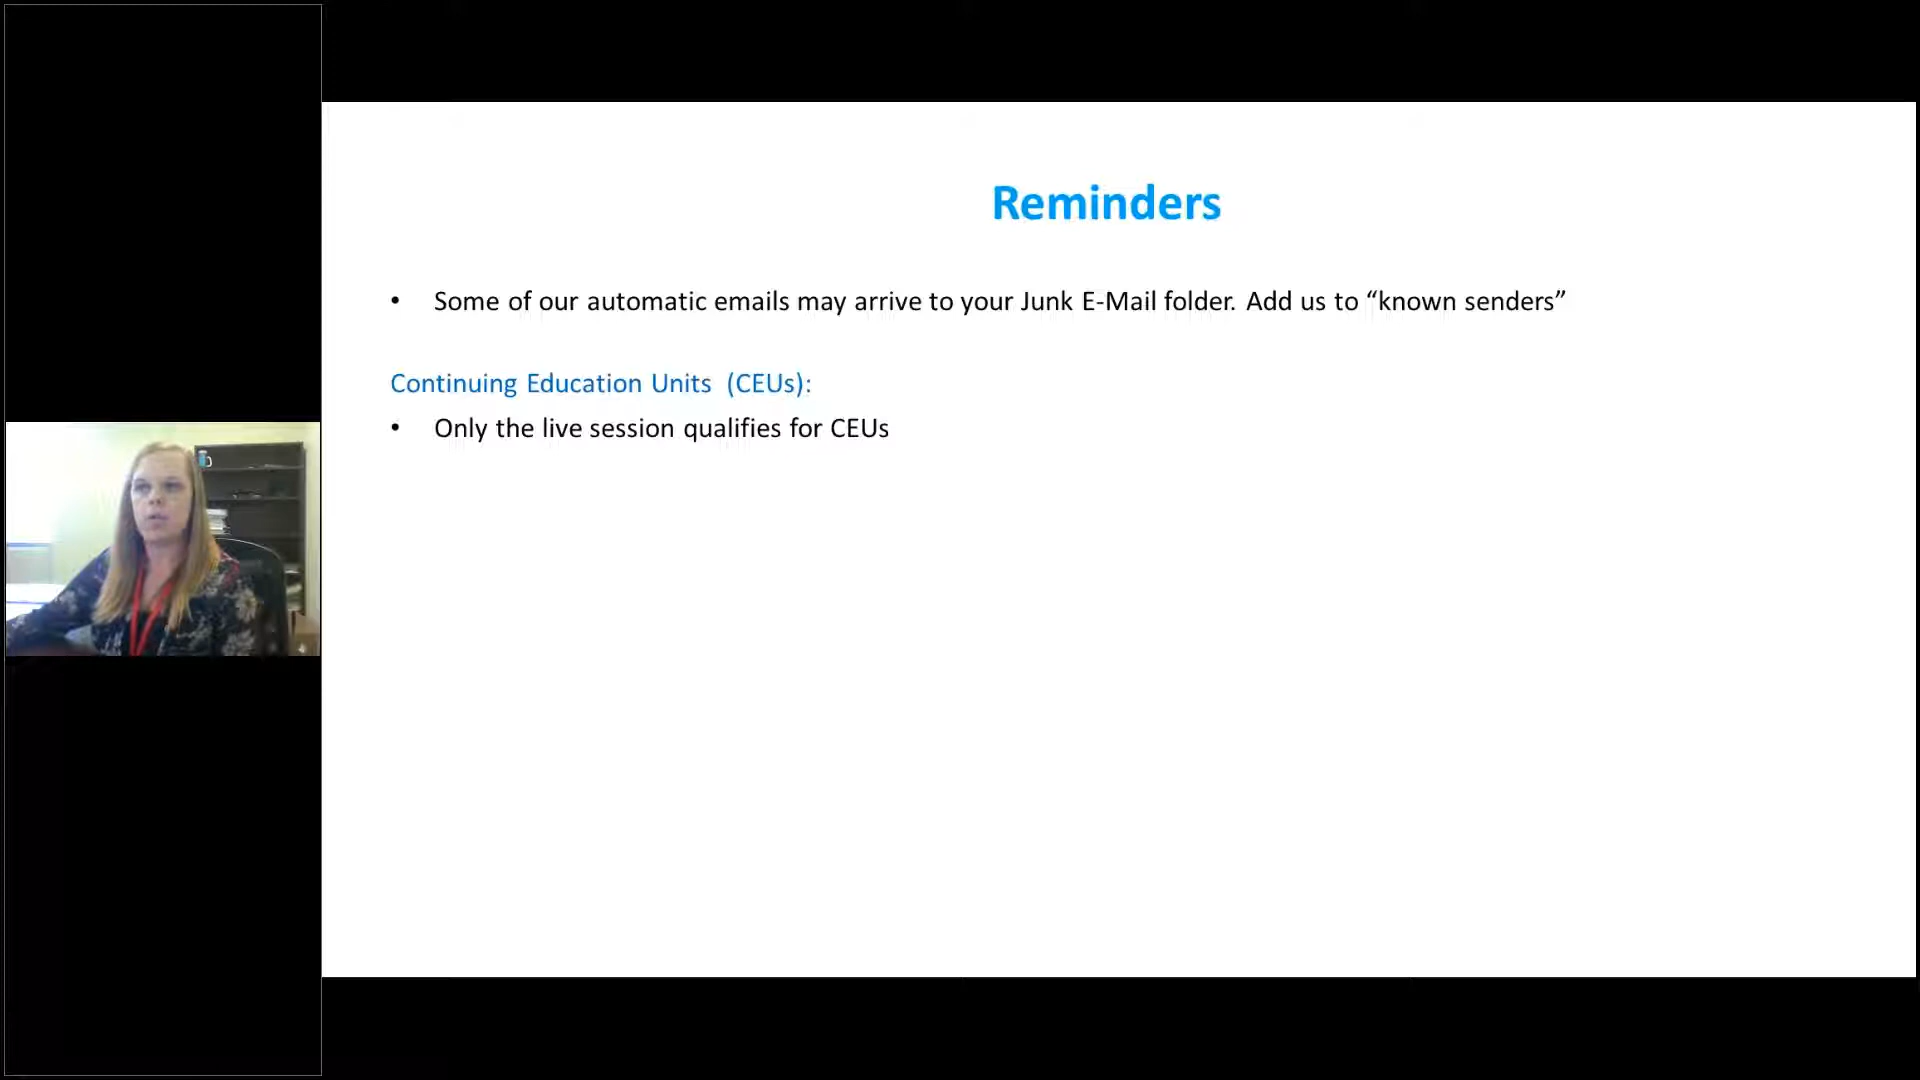 Reminders
• Some of our automatic emails may arrive to your Junk E-Mail folder. Add us to “known senders”
Continuing Education Units (CEUs):
• Only the live session qualifies for CEUs